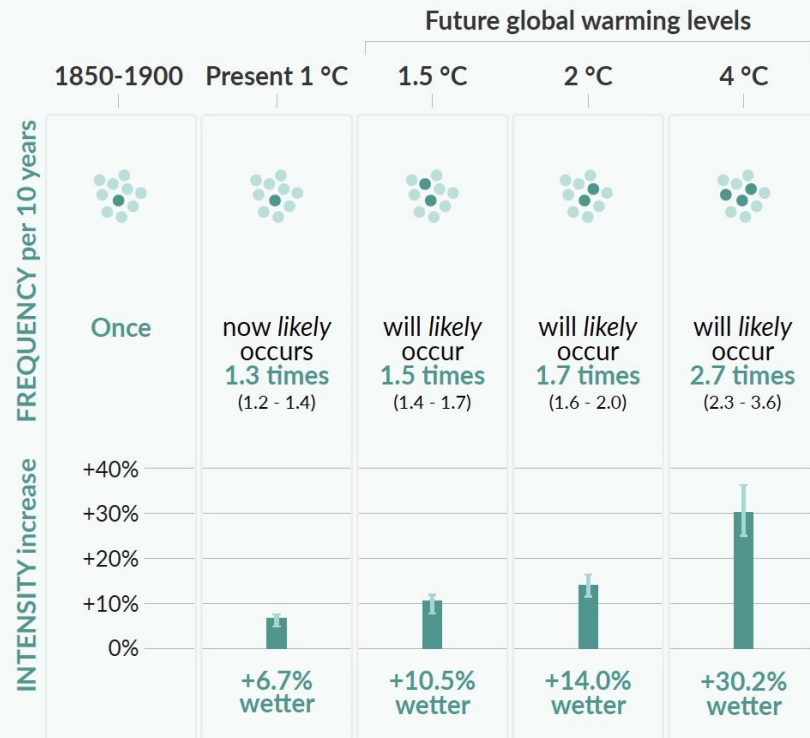 Future global warming levels
1850-1900 Present 1 °C 1.5 °C 2 °C 4 °C
FREQUENCY per 10 years
Once
now likely
occurs
1.3 times
(1.2 - 1.4)
will likely
occur
1.5 times
(1.4 - 1.7)
will likely
occur
1.7 times
(1.6 - 2.0)
will likely
occur
2.7 times
(2.3 - 3.6)
INTENSITY increase
+40%
+30%
+20%
+10%
0%
+6.7%
wetter
+10.5%
wetter
+14.0%
wetter
+30.2%
wetter